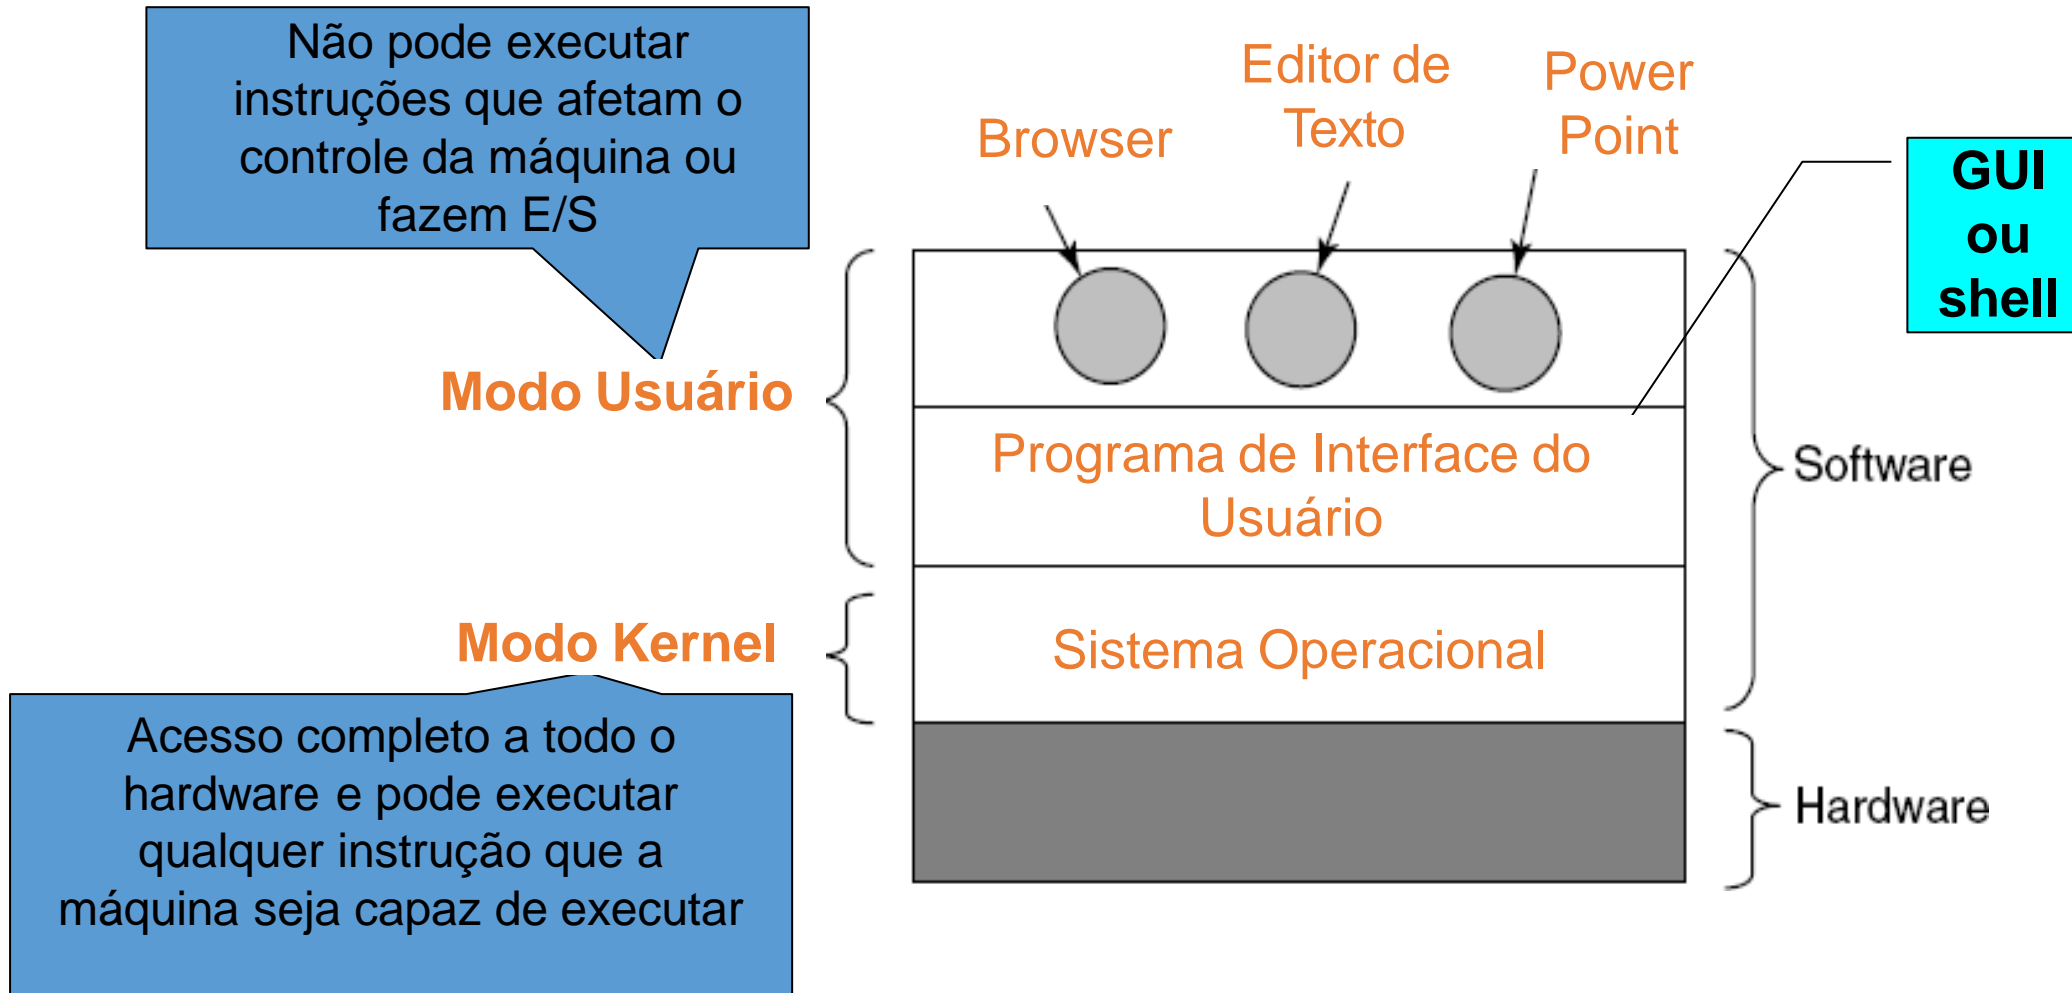 Não pode executar
instruções que afetam o
controle da máquina ou
fazem E/S
Browser
Editor de
Texto
Power
Point
GUI
ou
shell
Modo Usuário
Programa de Interface do
Usuário
Software
Modo Kernel
Sistema Operacional
Acesso completo a todo o
hardware e pode executar
qualquer instrução que a
máquina seja capaz de executar
Hardware